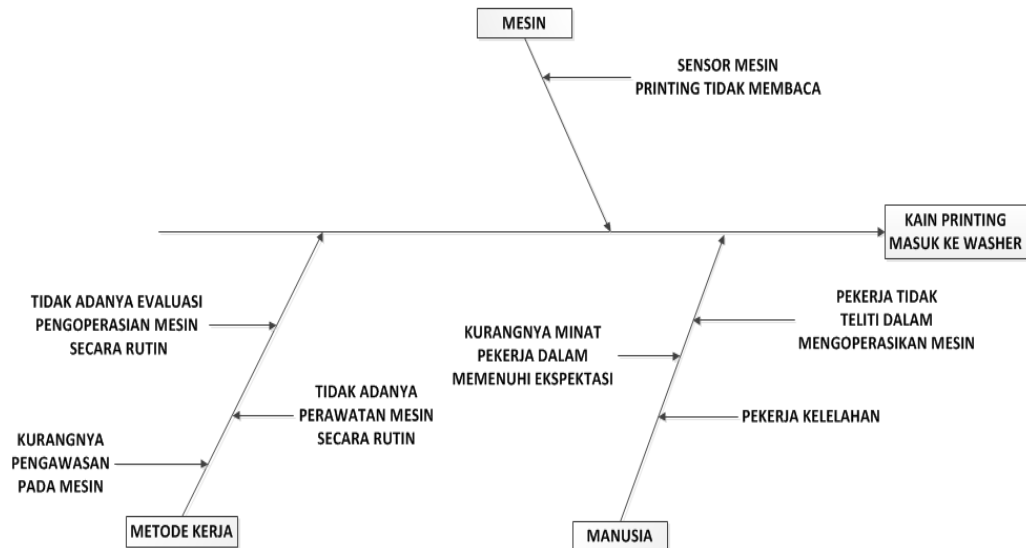 MESIN
SENSOR MESIN
PRINTING TIDAK MEMBACA
KAIN PRINTING
MASUK KE WASHER
TIDAK ADANYA EVALUASI
PENGOPERASIAN MESIN
SECARA RUTIN
PEKERJA TIDAK
TELITI DALAM
MENGOPERASIKAN MESIN
KURANGNYA MINAT
PEKERJA DALAM
MEMENUHI EKSPEKTASI
TIDAK ADANYA
PERAWATAN MESIN
SECARA RUTIN
PEKERJA KELELAHAN
KURANGNYA
PENGAWASAN
PADA MESIN
METODE KERJA
MANUSIA